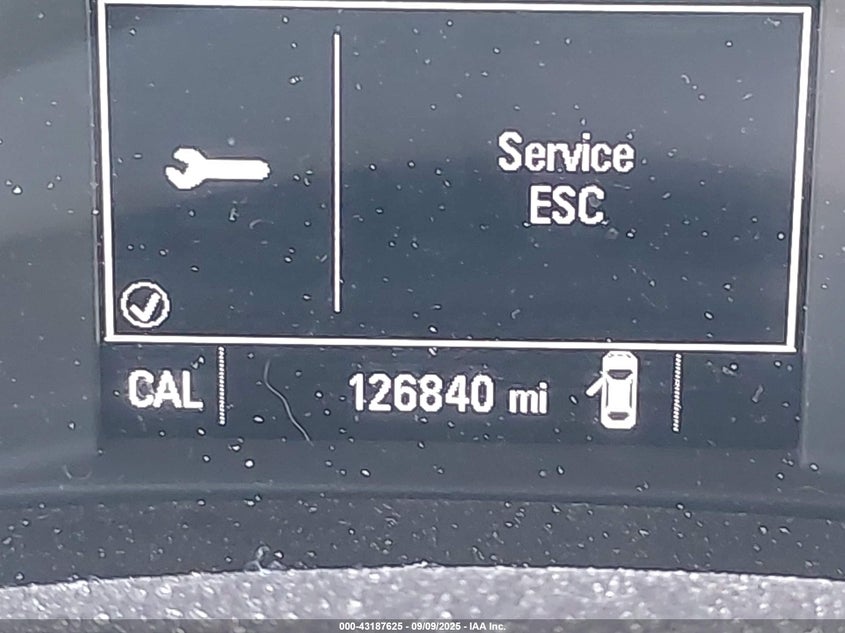 Service
ESC
CAL 126840 mi
000-43187625 - 09/09/2025 - IAA Inc.